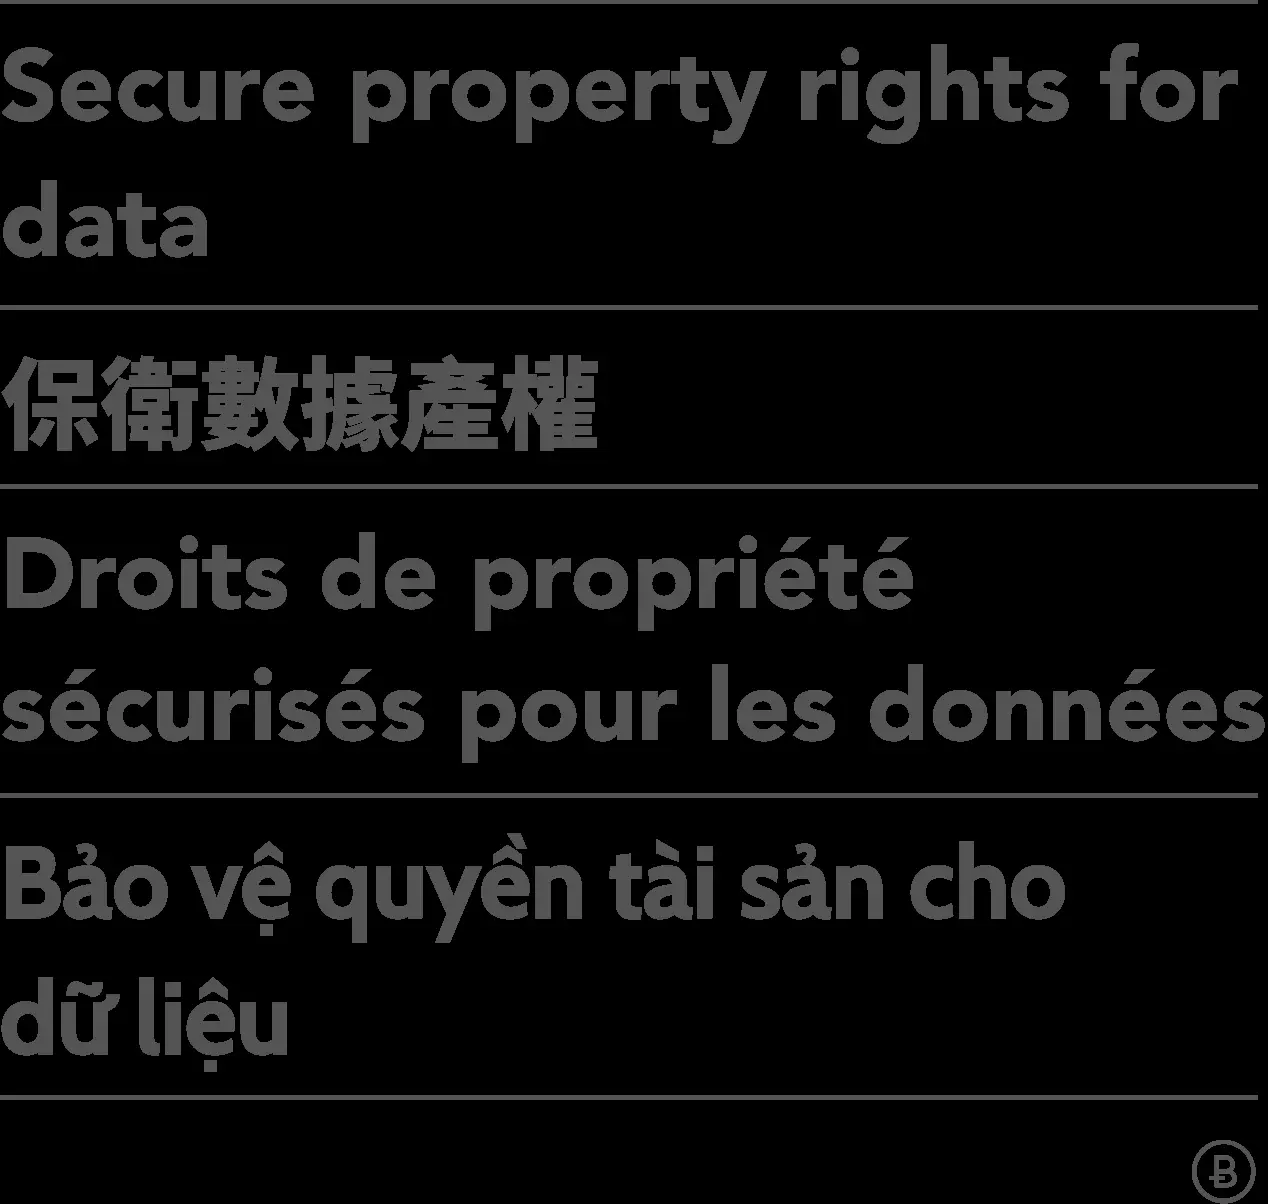 Secure property rights for
data
保衛數據產權
Droits de propriété
sécurisés pour les données
Bảo vệ quyền tài sản cho
dữ liệu
Ƀ